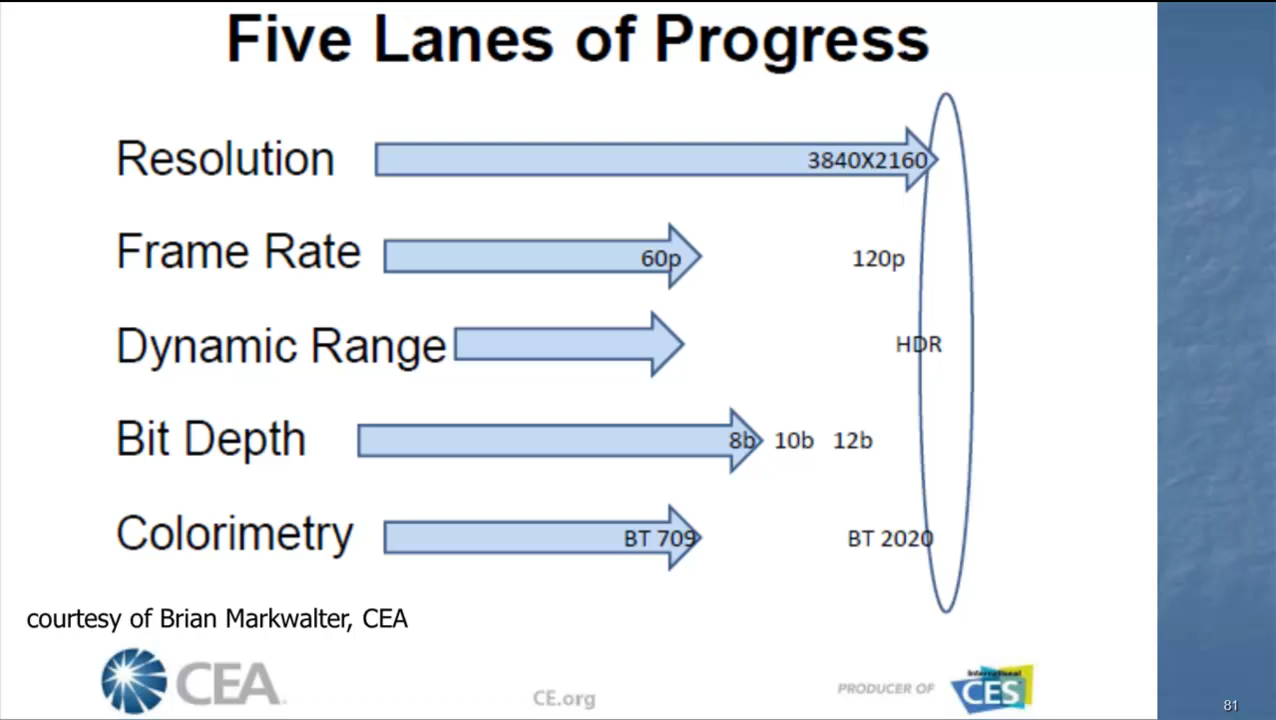 Five Lanes of Progress
Resolution 3840X2160
Frame Rate 60p 120p
Dynamic Range HDR
Bit Depth 8b 10b 12b
Colorimetry BT 709 BT 2020
courtesy of Brian Markwalter, CEA
CEA
CE.org
PRODUCER OF
International
CES
81